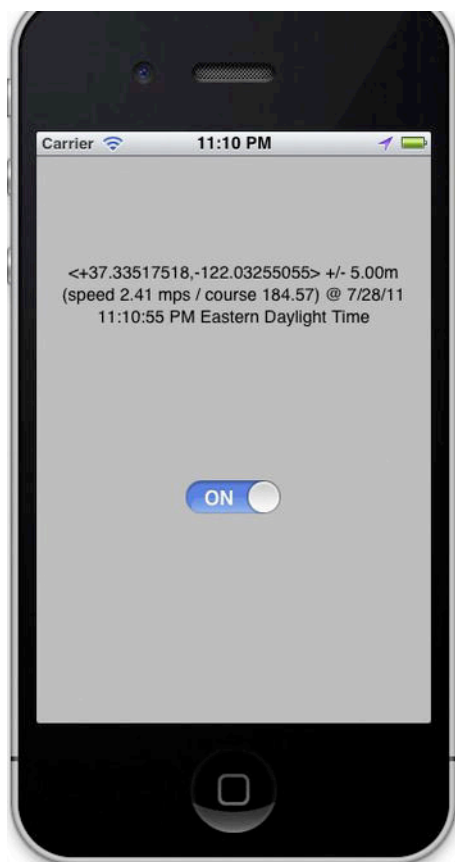 Carrier 11:10 PM
<+37.33517518,-122.03255055> +/- 5.00m
(speed 2.41 mps / course 184.57) @ 7/28/11
11:10:55 PM Eastern Daylight Time
ON